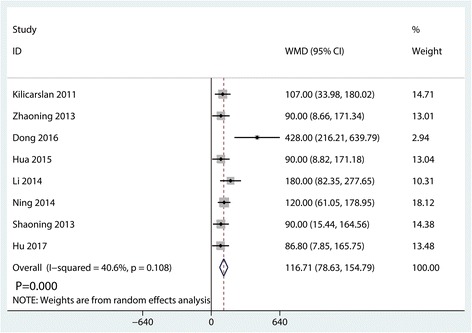 Study %
ID WMD (95% CI) Weight
Kilicarslan 2011 107.00 (33.98, 180.02) 14.71
Zhaoning 2013 90.00 (8.66, 171.34) 13.01
Dong 2016 428.00 (216.21, 639.79) 2.94
Hua 2015 90.00 (8.82, 171.18) 13.04
Li 2014 180.00 (82.35, 277.65) 10.31
Ning 2014 120.00 (61.05, 178.95) 18.12
Shaoning 2013 90.00 (15.44, 164.56) 14.38
Hu 2017 86.80 (7.85, 165.75) 13.48
Overall (I−squared = 40.6%, p = 0.108) 116.71 (78.63, 154.79) 100.00
P=0.000
NOTE: Weights are from random effects analysis
−640 0 640